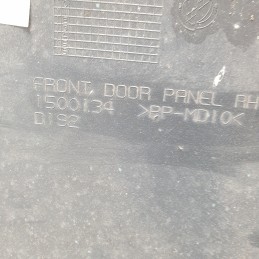 FRONT DOOR PANEL RH
1500134 >PP-MD10<
D192